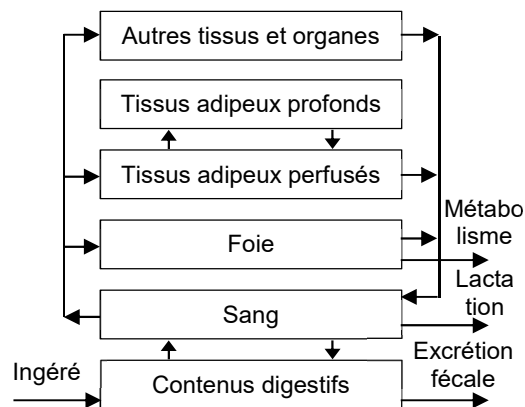 Autres tissus et organes
Tissus adipeux profonds
Tissus adipeux perfusés
Foie
Métabo
lisme
Lacta
tion
Sang
Excrétion
fécale
Ingéré
Contenus digestifs